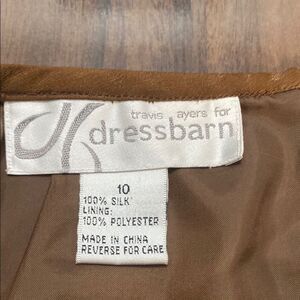 travis ayers for
dressbarn
10
100% SILK
LINING:
100% POLYESTER
MADE IN CHINA
REVERSE FOR CARE